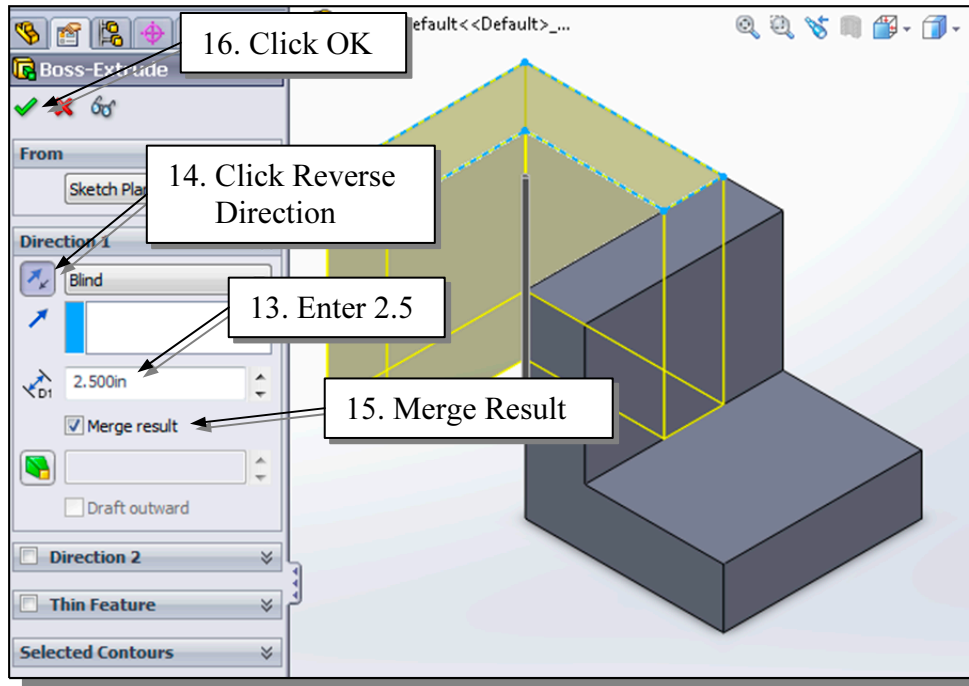 16. Click OK
efault<<Default>_...
Boss-Extrude
From
14. Click Reverse
Direction
Sketch Plan
Direction 1
Blind
13. Enter 2.5
D1
2.500in
15. Merge Result
Merge result
Draft outward
Direction 2
Thin Feature
Selected Contours